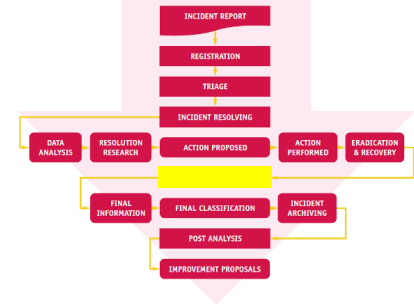 INCIDENT REPORT
REGISTRATION
TRIAGE
INCIDENT RESOLVING
DATA
ANALYSIS
RESOLUTION
RESEARCH
ACTION PROPOSED
ACTION
PERFORMED
ERADICATION
& RECOVERY
FINAL
INFORMATION
FINAL CLASSIFICATION
INCIDENT
ARCHIVING
POST ANALYSIS
IMPROVEMENT PROPOSALS